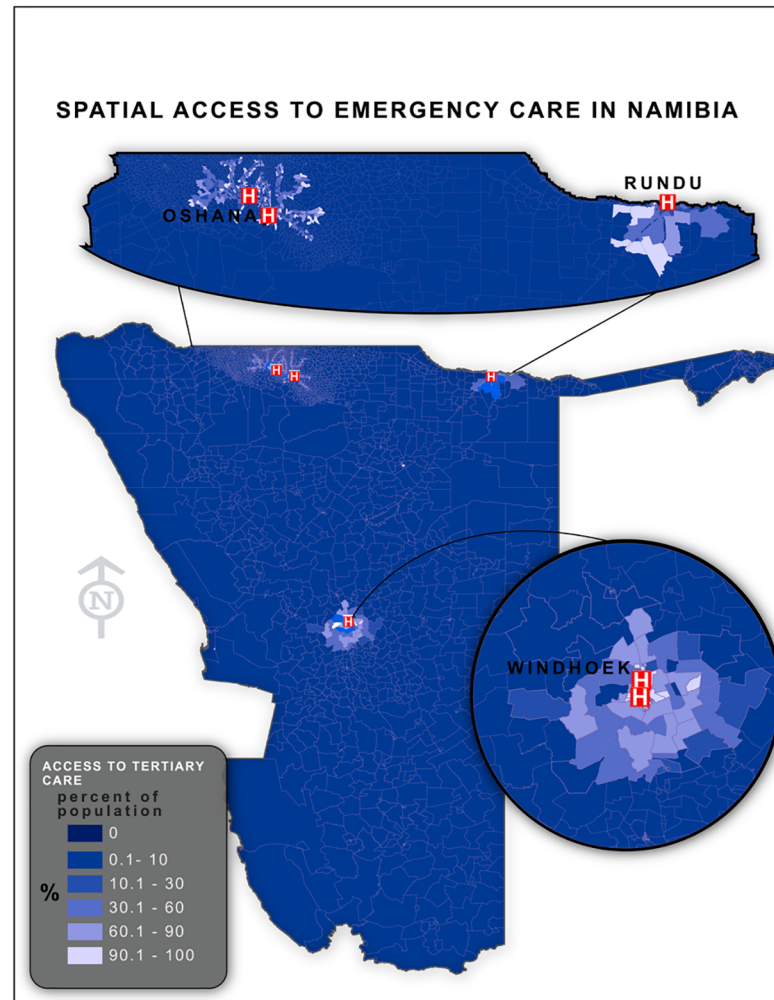 SPATIAL ACCESS TO EMERGENCY CARE IN NAMIBIA
RUNDU
H
H
OSHANA H
H
H
H
H
N
WINDHOEK
H
H
ACCESS TO TERTIARY
CARE
percent of
population
0
0.1- 10
10.1 - 30
% 30.1 - 60
60.1 - 90
90.1 - 100